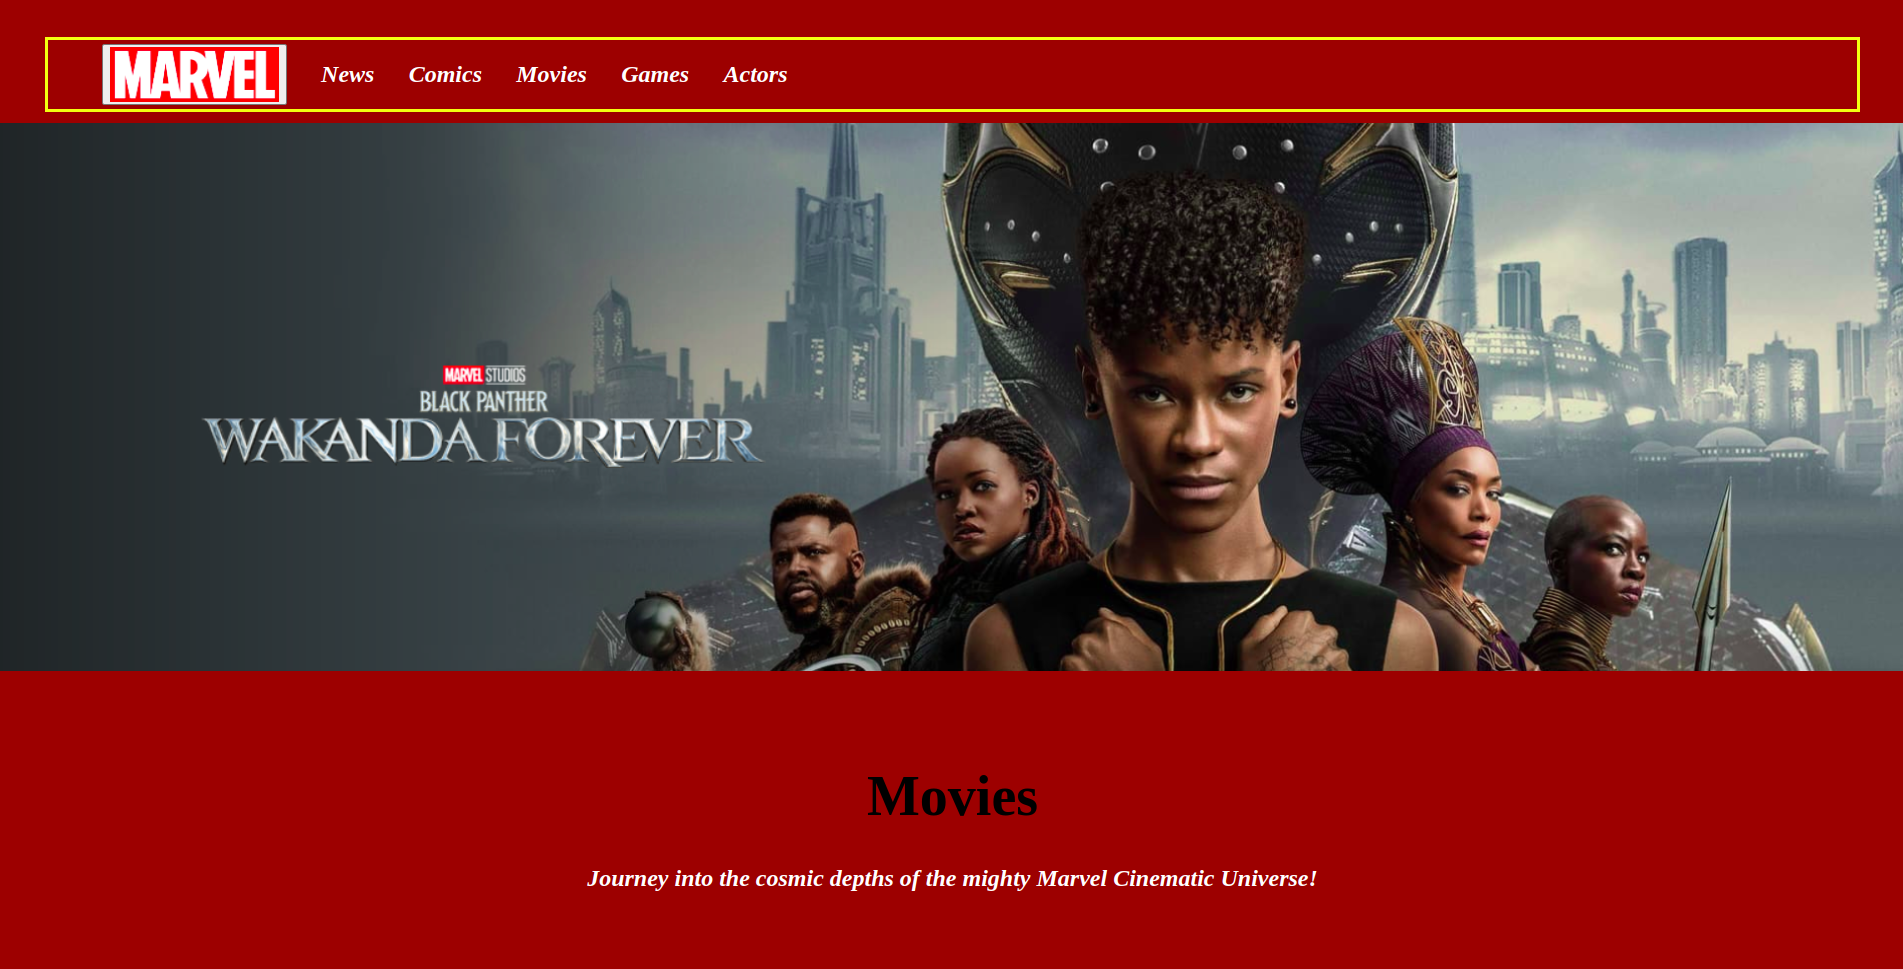 MARVEL News Comics Movies Games Actors
MARVEL STUDIOS
BLACK PANTHER
WAKANDA FOREVER
Movies
Journey into the cosmic depths of the mighty Marvel Cinematic Universe!